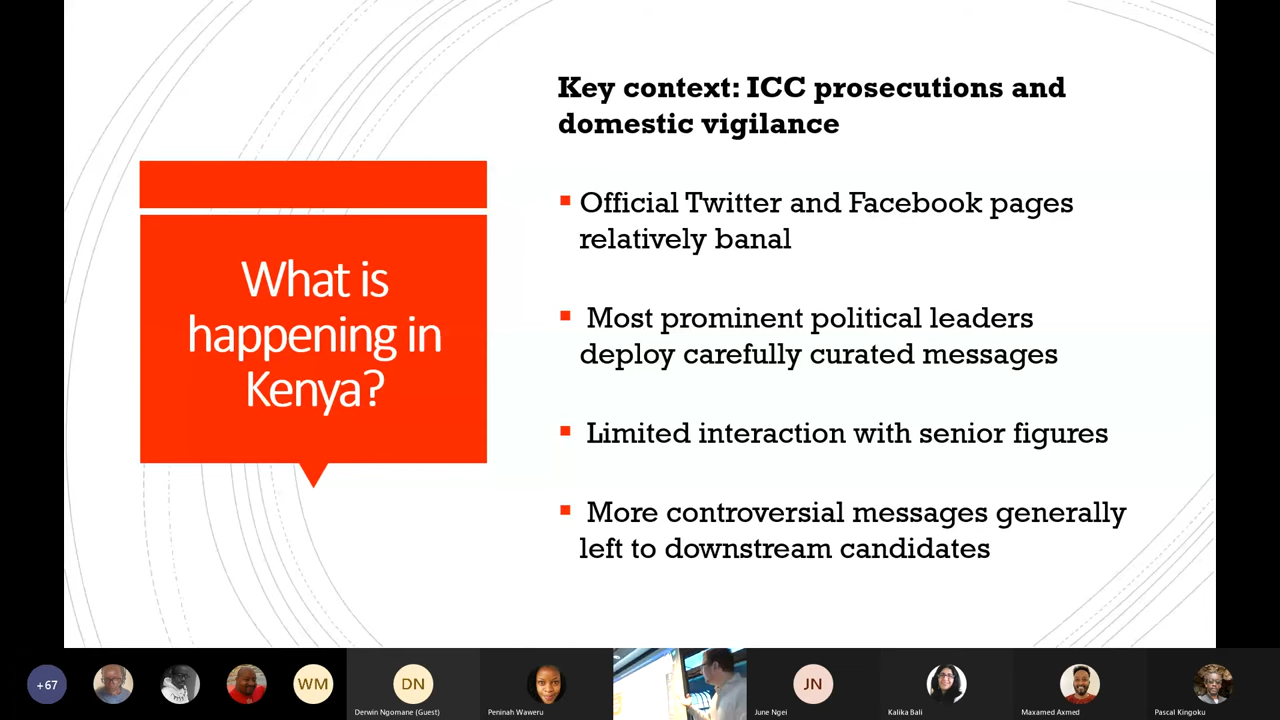 What is
happening in
Kenya?
Key context: ICC prosecutions and
domestic vigilance
Official Twitter and Facebook pages
relatively banal
Most prominent political leaders
deploy carefully curated messages
Limited interaction with senior figures
More controversial messages generally
left to downstream candidates
+67
WM
DN
JN
Derwin Ngomane (Guest)
Peninah Waweru
June Ngei
Kalika Bali
Maxamed Axmed
Pascal Kingoku